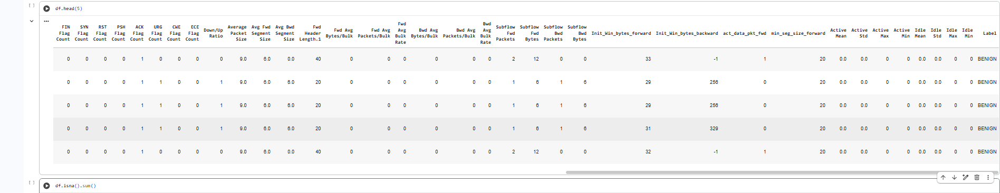 [ ]
df.head(5)
...
FIN Flag Count SYN Flag Count RST Flag Count PSH Flag Count ACK Flag Count URG Flag Count CWE Flag Count ECE Flag Count Down/Up Ratio Average Packet Size Avg Fwd Segment Size Avg Bwd Segment Size Fwd Header Length.1 Fwd Avg Bytes/Bulk Fwd Avg Packets/Bulk Fwd Avg Bulk Rate Bwd Avg Bytes/Bulk Bwd Avg Packets/Bulk Bwd Avg Bulk Rate Subflow Fwd Packets Subflow Fwd Bytes Subflow Bwd Packets Subflow Bwd Bytes Init_Win_bytes_forward Init_Win_bytes_backward act_data_pkt_fwd min_seg_size_forward Active Mean Active Std Active Max Active Min Idle Mean Idle Std Idle Max Idle Min Label
0 0 0 0 1 0 0 0 0 9.0 6.0 0.0 40 0 0 0 0 0 0 2 12 0 0 33 -1 1 20 0.0 0.0 0 0 0.0 0.0 0 0 BENIGN
0 0 0 0 1 1 0 0 1 9.0 6.0 6.0 20 0 0 0 0 0 0 1 6 1 6 29 256 0 20 0.0 0.0 0 0 0.0 0.0 0 0 BENIGN
0 0 0 0 1 1 0 0 1 9.0 6.0 6.0 20 0 0 0 0 0 0 1 6 1 6 29 256 0 20 0.0 0.0 0 0 0.0 0.0 0 0 BENIGN
0 0 0 0 1 1 0 0 1 9.0 6.0 6.0 20 0 0 0 0 0 0 1 6 1 6 31 329 0 20 0.0 0.0 0 0 0.0 0.0 0 0 BENIGN
0 0 0 0 1 0 0 0 0 9.0 6.0 0.0 40 0 0 0 0 0 0 2 12 0 0 32 -1 1 20 0.0 0.0 0 0 0.0 0.0 0 0 BENIGN
[ ]
df.isna().sum()